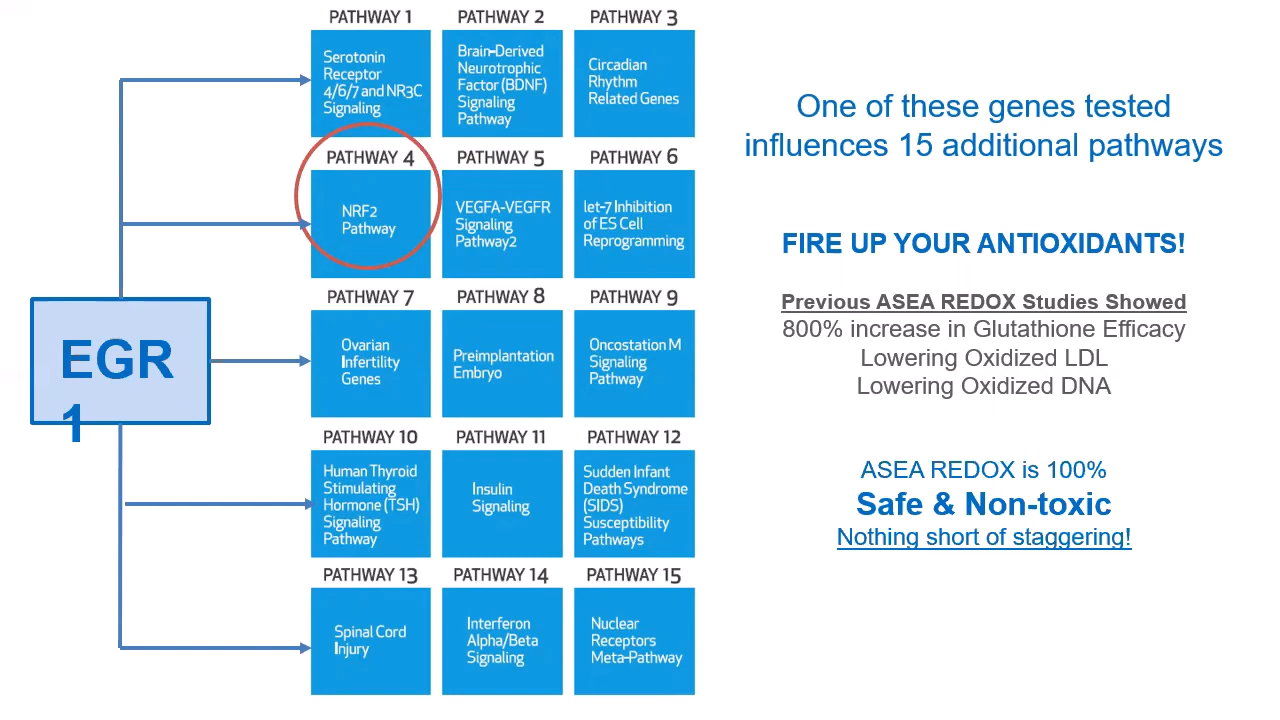 PATHWAY 1
Serotonin
Receptor
4/6/7 and NR3C
Signaling
PATHWAY 2
Brain-Derived
Neurotrophic
Factor (BDNF)
Signaling
Pathway
PATHWAY 3
Circadian
Rhythm
Related Genes
PATHWAY 4
NRF2
Pathway
PATHWAY 5
VEGFA-VEGFR
Signaling
Pathway2
PATHWAY 6
let-7 Inhibition
of ES Cell
Reprogramming
EGR
1
PATHWAY 7
Ovarian
Infertility
Genes
PATHWAY 8
Preimplantation
Embryo
PATHWAY 9
Oncostation M
Signaling
Pathway
PATHWAY 10
Human Thyroid
Stimulating
Hormone (TSH)
Signaling
Pathway
PATHWAY 11
Insulin
Signaling
PATHWAY 12
Sudden Infant
Death Syndrome
(SIDS)
Susceptibility
Pathways
PATHWAY 13
Spinal Cord
Injury
PATHWAY 14
Interferon
Alpha/Beta
Signaling
PATHWAY 15
Nuclear
Receptors
Meta-Pathway
One of these genes tested
influences 15 additional pathways
FIRE UP YOUR ANTIOXIDANTS!
Previous ASEA REDOX Studies Showed
800% increase in Glutathione Efficacy
Lowering Oxidized LDL
Lowering Oxidized DNA
ASEA REDOX is 100%
Safe & Non-toxic
Nothing short of staggering!